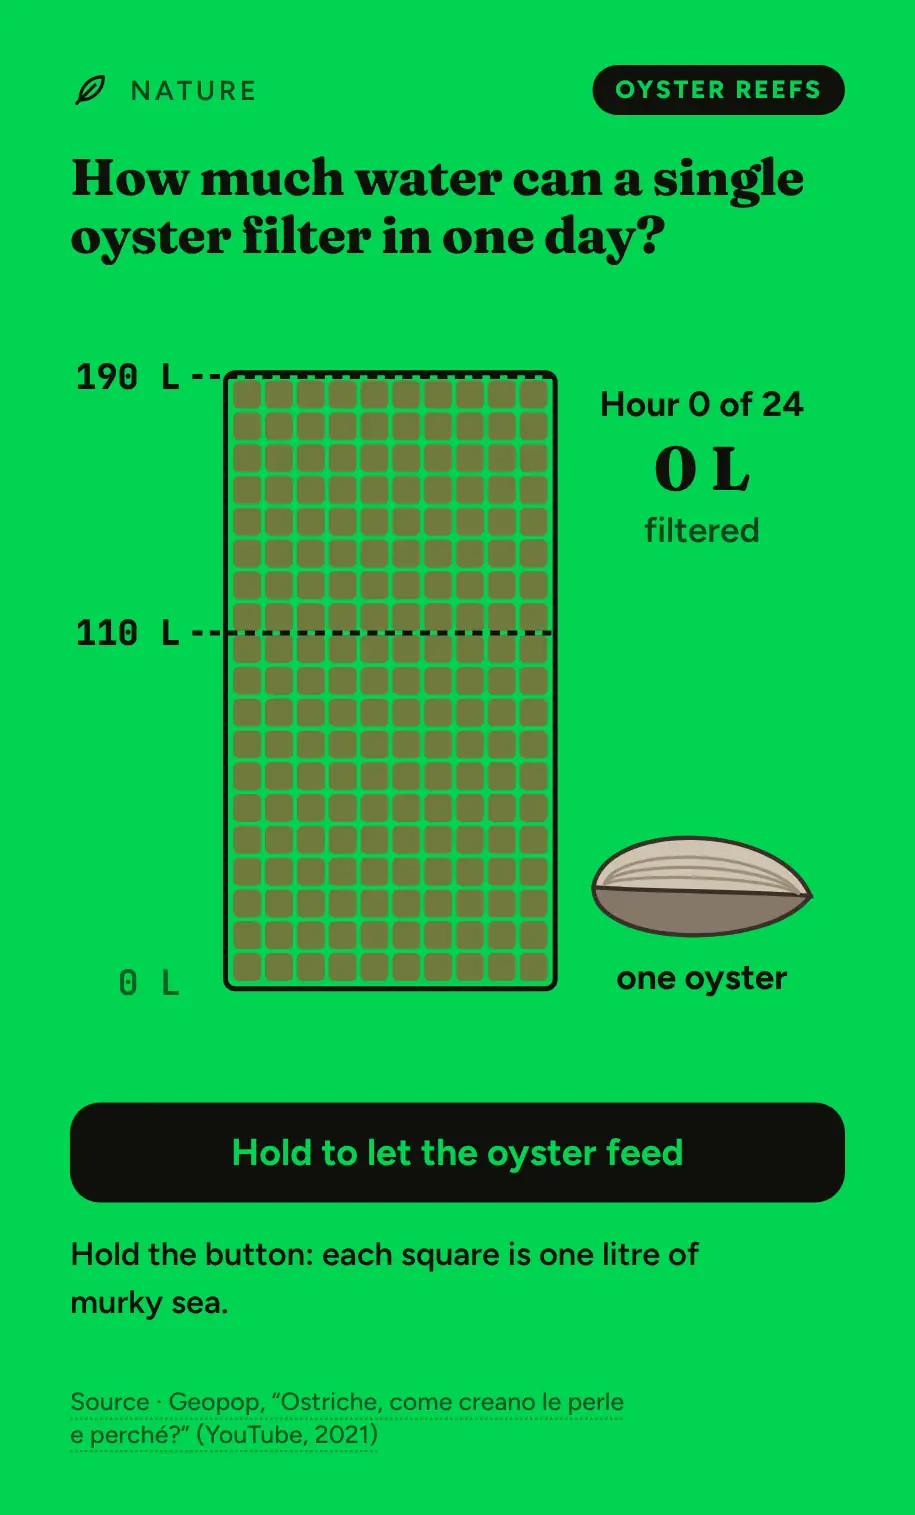 NATURE
OYSTER REEFS
How much water can a single
oyster filter in one day?
190 L
Hour 0 of 24
0 L
filtered
110 L
0 L
one oyster
Hold to let the oyster feed
Hold the button: each square is one litre of
murky sea.
Source · Geopop, “Ostriche, come creano le perle
e perché?” (YouTube, 2021)